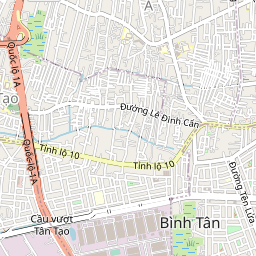 A
Quốc lộ 1A
Đường Lê Đình Cẩn
Tạo
Tỉnh lộ 10
Tỉnh lộ 10
Quốc lộ 1A
Đường Tên Lửa
Cầu vượt
Tân Tạo
Bình Tân